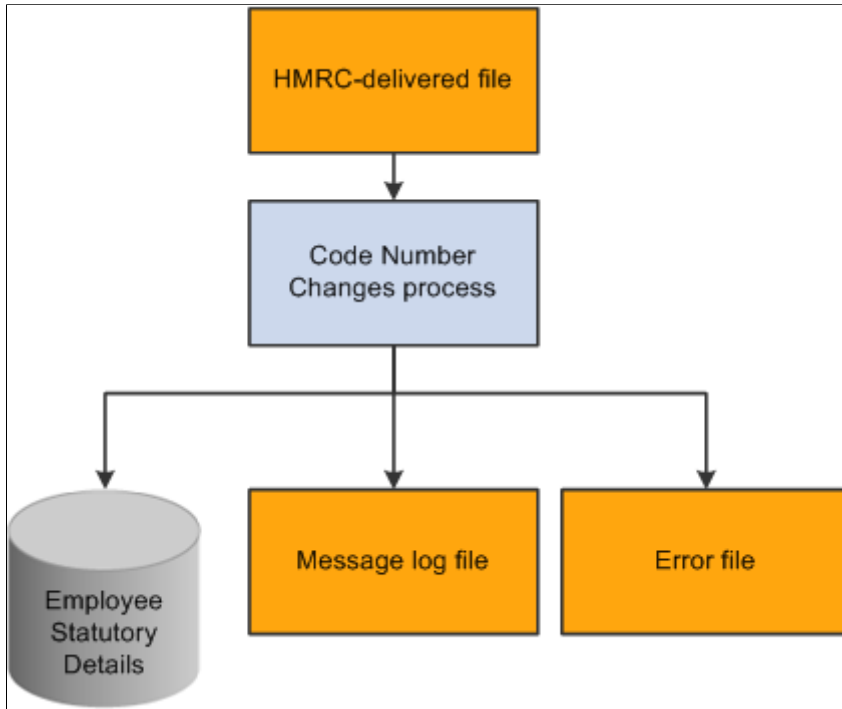 HMRC-delivered file
Code Number
Changes process
Message log file
Error file
Employee
Statutory
Details